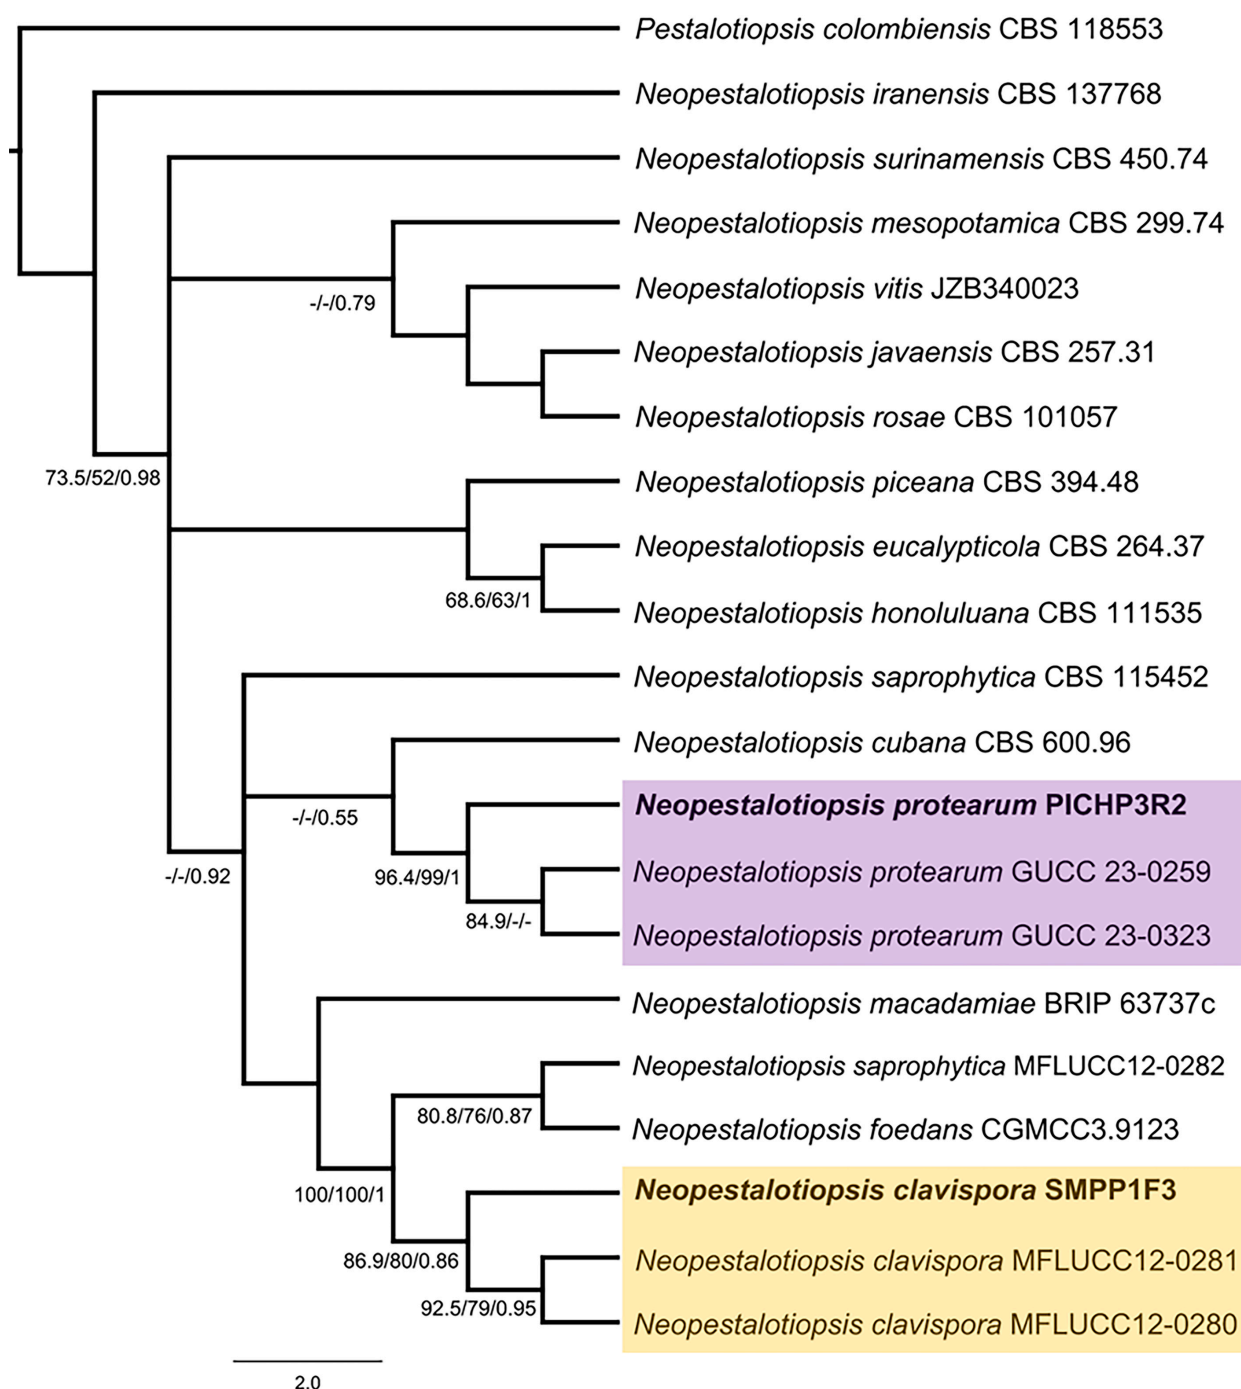 Pestalotiopsis colombiensis CBS 118553
Neopestalotiopsis iranensis CBS 137768
Neopestalotiopsis surinamensis CBS 450.74
Neopestalotiopsis mesopotamica CBS 299.74
-/-/0.79
Neopestalotiopsis vitis JZB340023
Neopestalotiopsis javaensis CBS 257.31
Neopestalotiopsis rosae CBS 101057
73.5/52/0.98
Neopestalotiopsis piceana CBS 394.48
Neopestalotiopsis eucalypticola CBS 264.37
68.6/63/1
Neopestalotiopsis honoluluana CBS 111535
Neopestalotiopsis saprophytica CBS 115452
Neopestalotiopsis cubana CBS 600.96
Neopestalotiopsis protearum PICHP3R2
-/-/0.55
Neopestalotiopsis protearum GUCC 23-0259
-/-/0.92
96.4/99/1
84.9/-/-
Neopestalotiopsis protearum GUCC 23-0323
Neopestalotiopsis macadamiae BRIP 63737c
Neopestalotiopsis saprophytica MFLUCC12-0282
80.8/76/0.87
Neopestalotiopsis foedans CGMCC3.9123
100/100/1
Neopestalotiopsis clavispora SMPP1F3
86.9/80/0.86
Neopestalotiopsis clavispora MFLUCC12-0281
92.5/79/0.95
Neopestalotiopsis clavispora MFLUCC12-0280
2.0